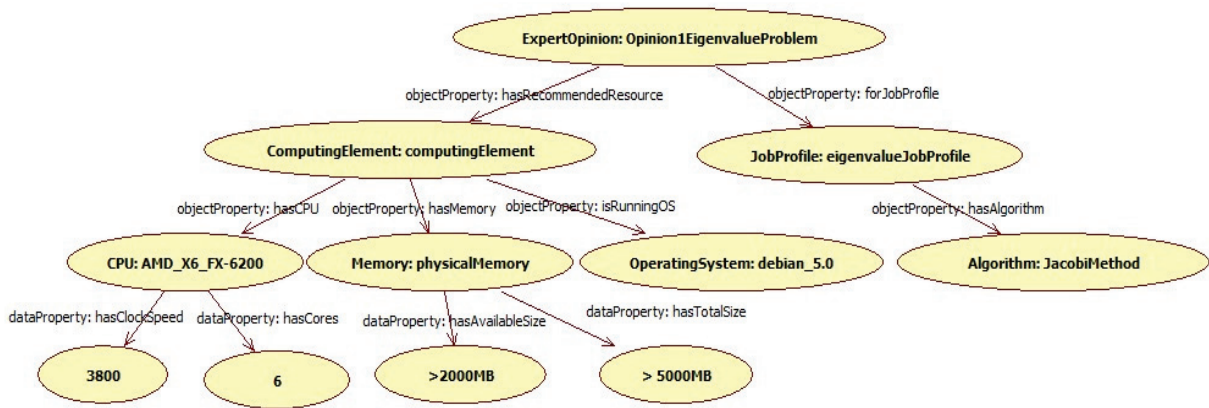 ExpertOpinion: Opinion1EigenvalueProblem
objectProperty: hasRecommendedResource
objectProperty: forJobProfile
ComputingElement: computingElement
JobProfile: eigenvalueJobProfile
objectProperty: hasCPU
objectProperty: hasMemory
objectProperty: isRunningOS
objectProperty: hasAlgorithm
CPU: AMD_X6_FX-6200
Memory: physicalMemory
OperatingSystem: debian_5.0
Algorithm: JacobiMethod
dataProperty: hasClockSpeed
dataProperty: hasCores
dataProperty: hasAvailableSize
dataProperty: hasTotalSize
3800
6
>2000MB
> 5000MB